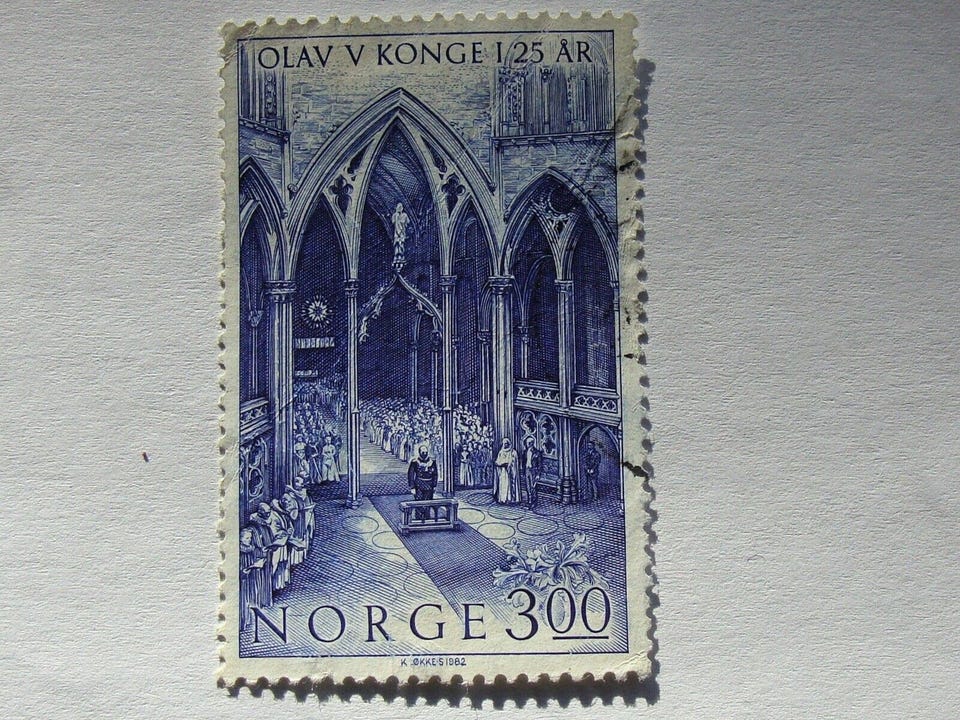 OLAV V KONGE I 25 ÅR
NORGE 3.00
K. ØKKES 1982